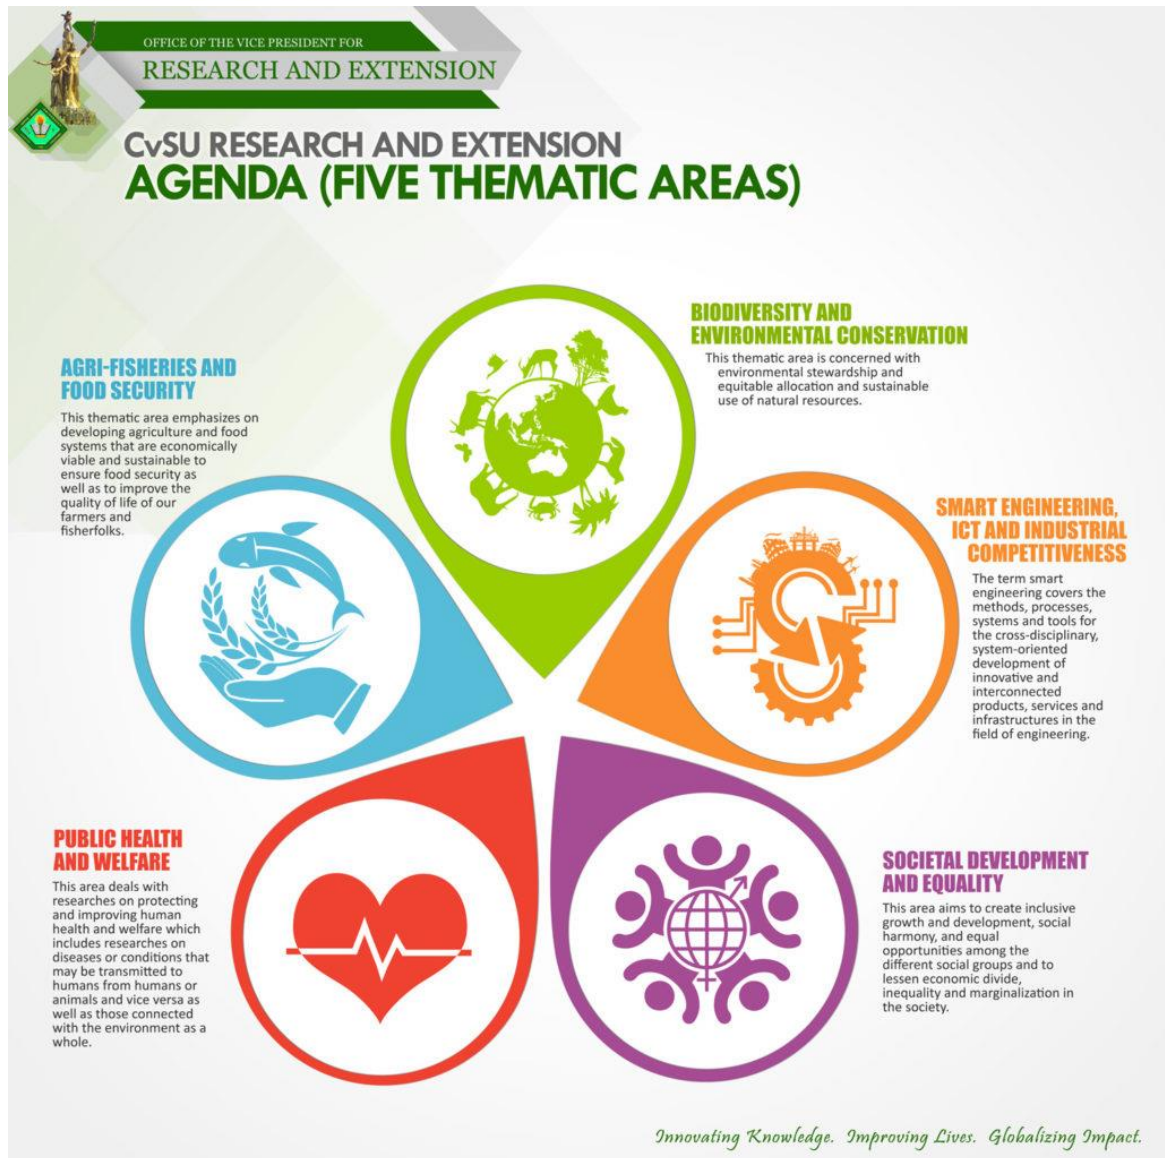 OFFICE OF THE VICE PRESIDENT FOR
RESEARCH AND EXTENSION
CvSU RESEARCH AND EXTENSION
AGENDA (FIVE THEMATIC AREAS)
BIODIVERSITY AND
ENVIRONMENTAL CONSERVATION
This thematic area is concerned with
environmental stewardship and
equitable allocation and sustainable
use of natural resources.
AGRI-FISHERIES AND
FOOD SECURITY
This thematic area emphasizes on
developing agriculture and food
systems that are economically
viable and sustainable to
ensure food security as
well as to improve the
quality of life of our
farmers and
fisherfolks.
SMART ENGINEERING,
ICT AND INDUSTRIAL
COMPETITIVENESS
The term smart
engineering covers the
methods, processes,
systems and tools for
the cross-disciplinary,
system-oriented
development of
innovative and
interconnected
products, services and
infrastructures in the
field of engineering.
PUBLIC HEALTH
AND WELFARE
This area deals with
researches on protecting
and improving human
health and welfare which
includes researches on
diseases or conditions that
may be transmitted to
humans from humans or
animals and vice versa as
well as those connected
with the environment as a
whole.
SOCIETAL DEVELOPMENT
AND EQUALITY
This area aims to create inclusive
growth and development, social
harmony, and equal
opportunities among the
different social groups and to
lessen economic divide,
inequality and marginalization in
the society.
Innovating Knowledge. Improving Lives. Globalizing Impact.